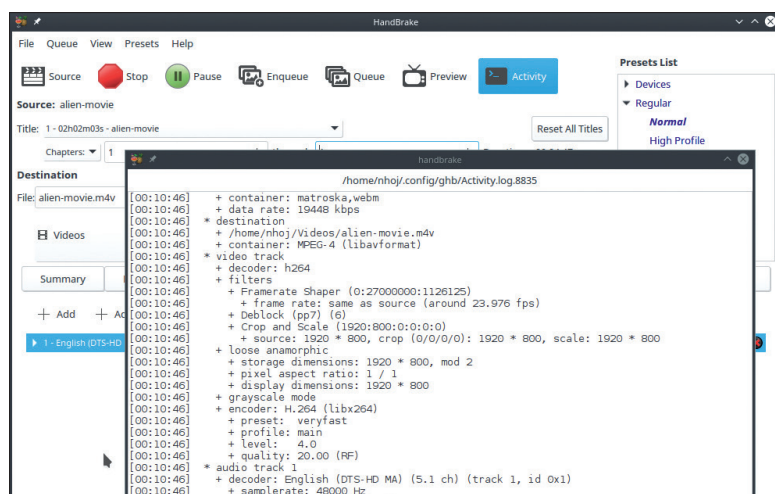 HandBrake
File Queue View Presets Help
Source Stop Pause Enqueue Queue Preview Activity
Presets List
Devices
Regular
Normal
High Profile
Source: alien-movie
Title: 1 - 02h02m03s - alien-movie
Reset All Titles
Chapters: 1
Destination
File: alien-movie.m4v
Videos
Summary
Add
1 - English (DTS-HD
handbrake
/home/nhoj/.config/ghb/Activity.log.8835
[00:10:46] + container: matroska,webm
[00:10:46] + data rate: 19448 kbps
[00:10:46] * destination
[00:10:46] + /home/nhoj/Videos/alien-movie.m4v
[00:10:46] + container: MPEG-4 (libavformat)
[00:10:46] * video track
[00:10:46] + decoder: h264
[00:10:46] + filters
[00:10:46] + Framerate Shaper (0:27000000:1126125)
[00:10:46] + frame rate: same as source (around 23.976 fps)
[00:10:46] + Deblock (pp7) (6)
[00:10:46] + Crop and Scale (1920:800:0:0:0:0)
[00:10:46] + source: 1920 * 800, crop (0/0/0/0): 1920 * 800, scale: 1920 * 800
[00:10:46] + loose anamorphic
[00:10:46] + storage dimensions: 1920 * 800, mod 2
[00:10:46] + pixel aspect ratio: 1 / 1
[00:10:46] + display dimensions: 1920 * 800
[00:10:46] + grayscale mode
[00:10:46] + encoder: H.264 (libx264)
[00:10:46] + preset: veryfast
[00:10:46] + profile: main
[00:10:46] + level: 4.0
[00:10:46] + quality: 20.00 (RF)
[00:10:46] * audio track 1
[00:10:46] + decoder: English (DTS-HD MA) (5.1 ch) (track 1, id 0x1)
[00:10:46] + samplerate: 48000 Hz